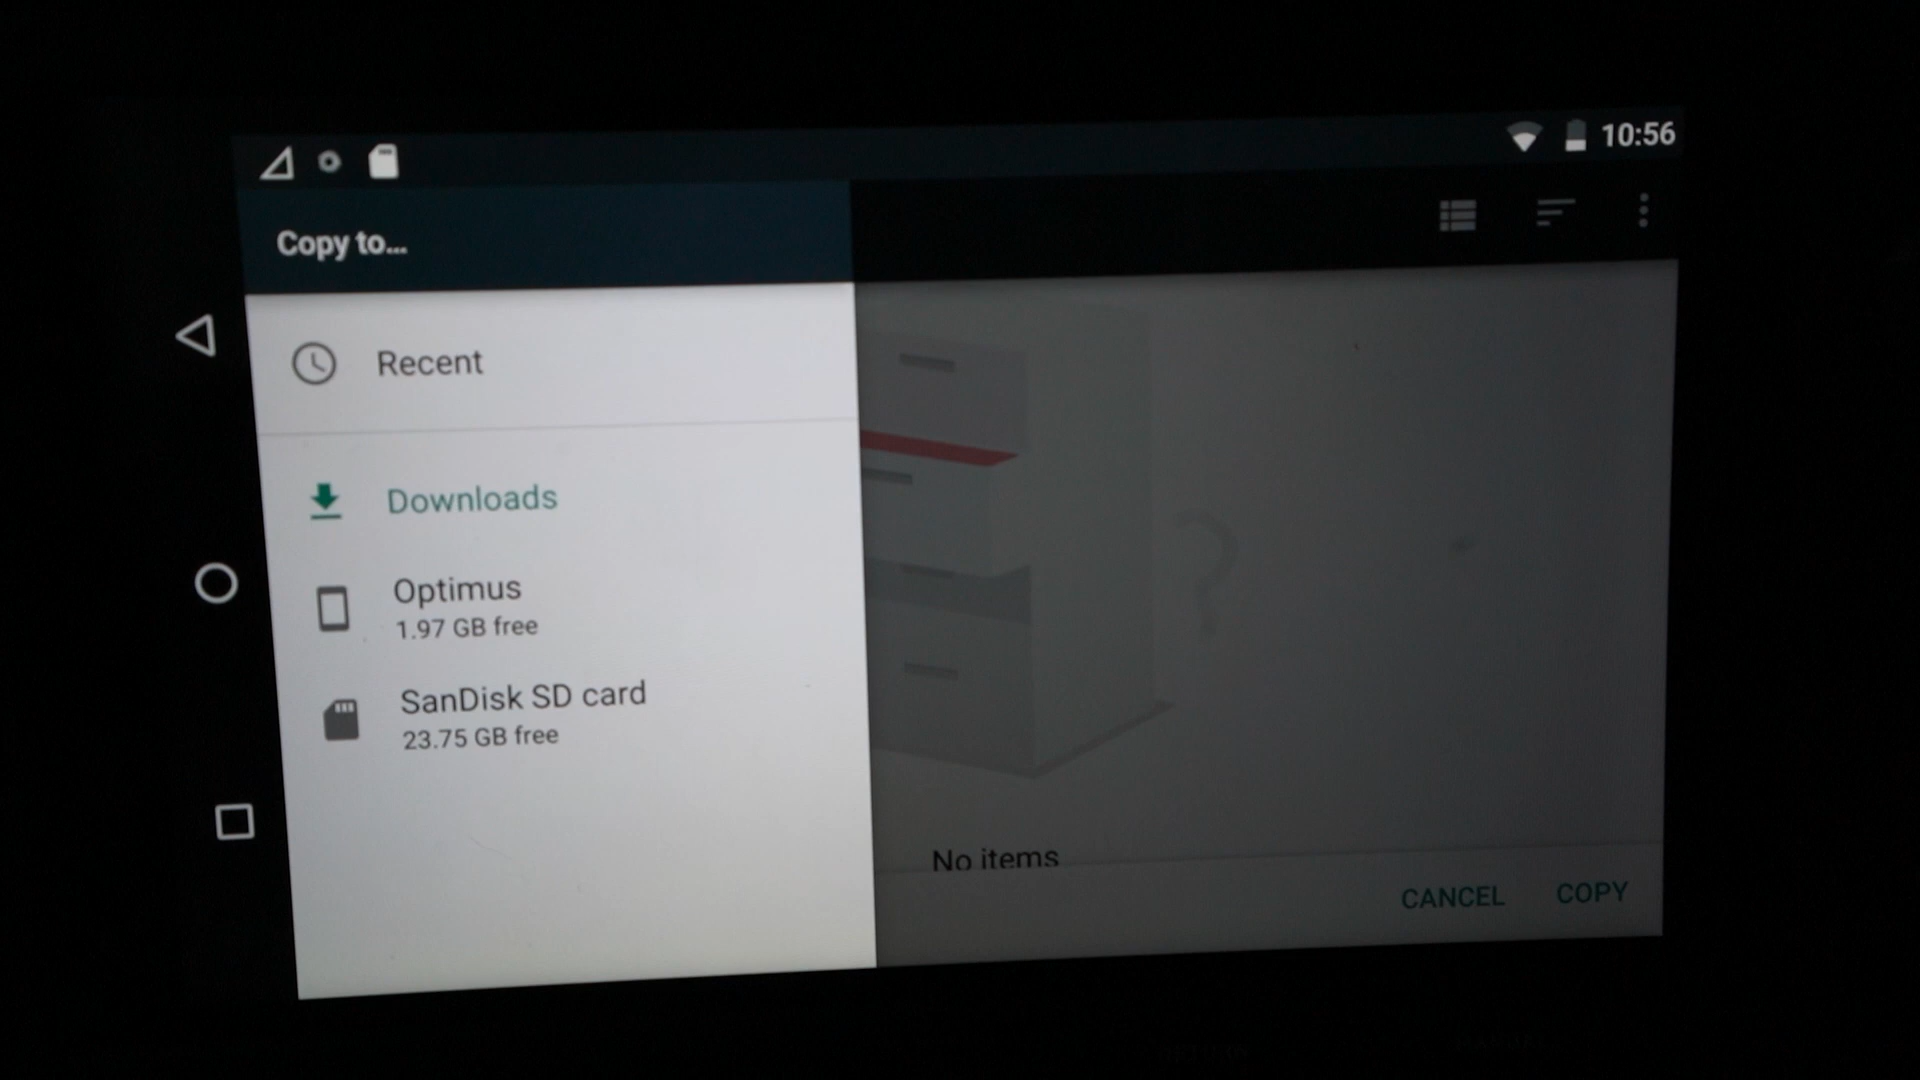 10:56
Copy to...
Recent
Downloads
Optimus
1.97 GB free
SanDisk SD card
23.75 GB free
No items
CANCEL
COPY